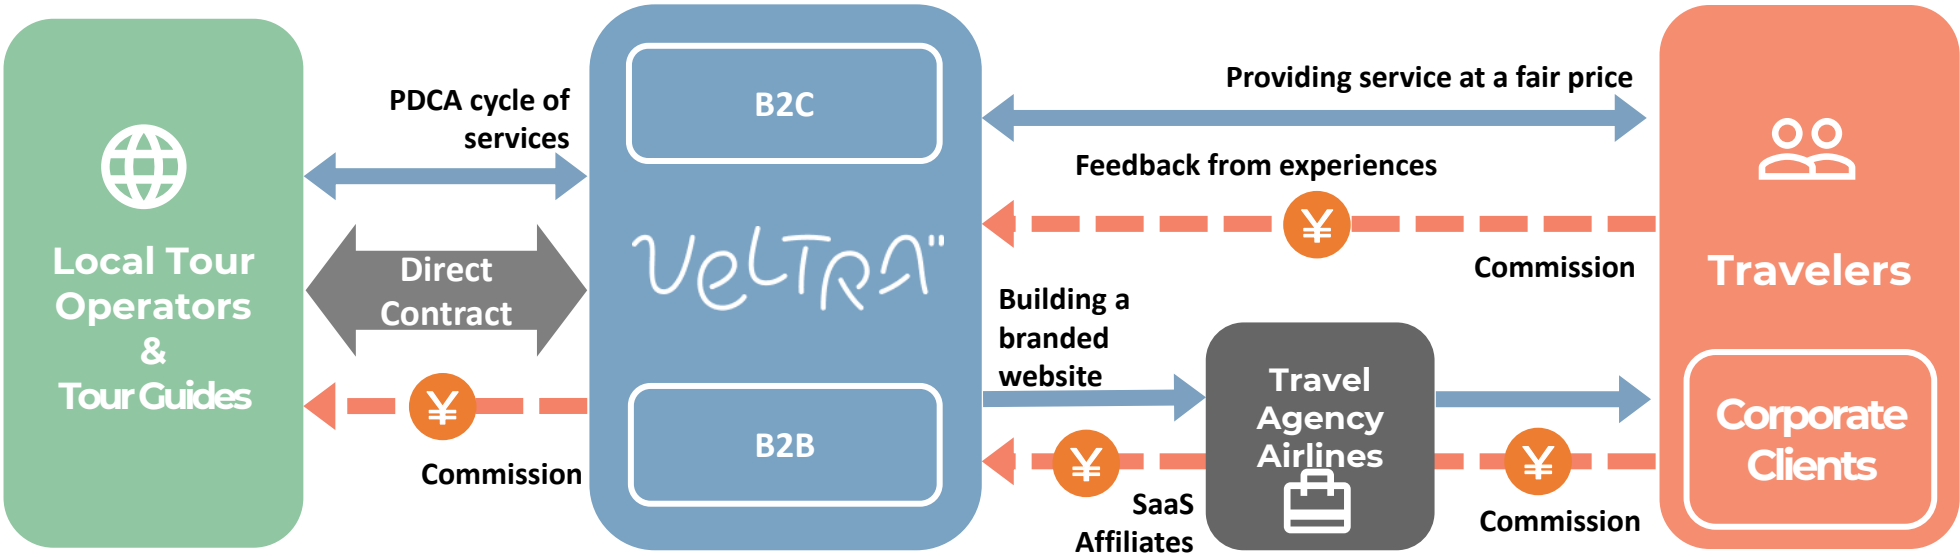 Local Tour
Operators
&
Tour Guides
PDCA cycle of
services
Direct
Contract
¥
Commission
B2C
VELTRA
B2B
Providing service at a fair price
Feedback from experiences
¥
Commission
Building a
branded
website
¥
SaaS
Affiliates
Travel
Agency
Airlines
¥
Commission
Travelers
Corporate
Clients